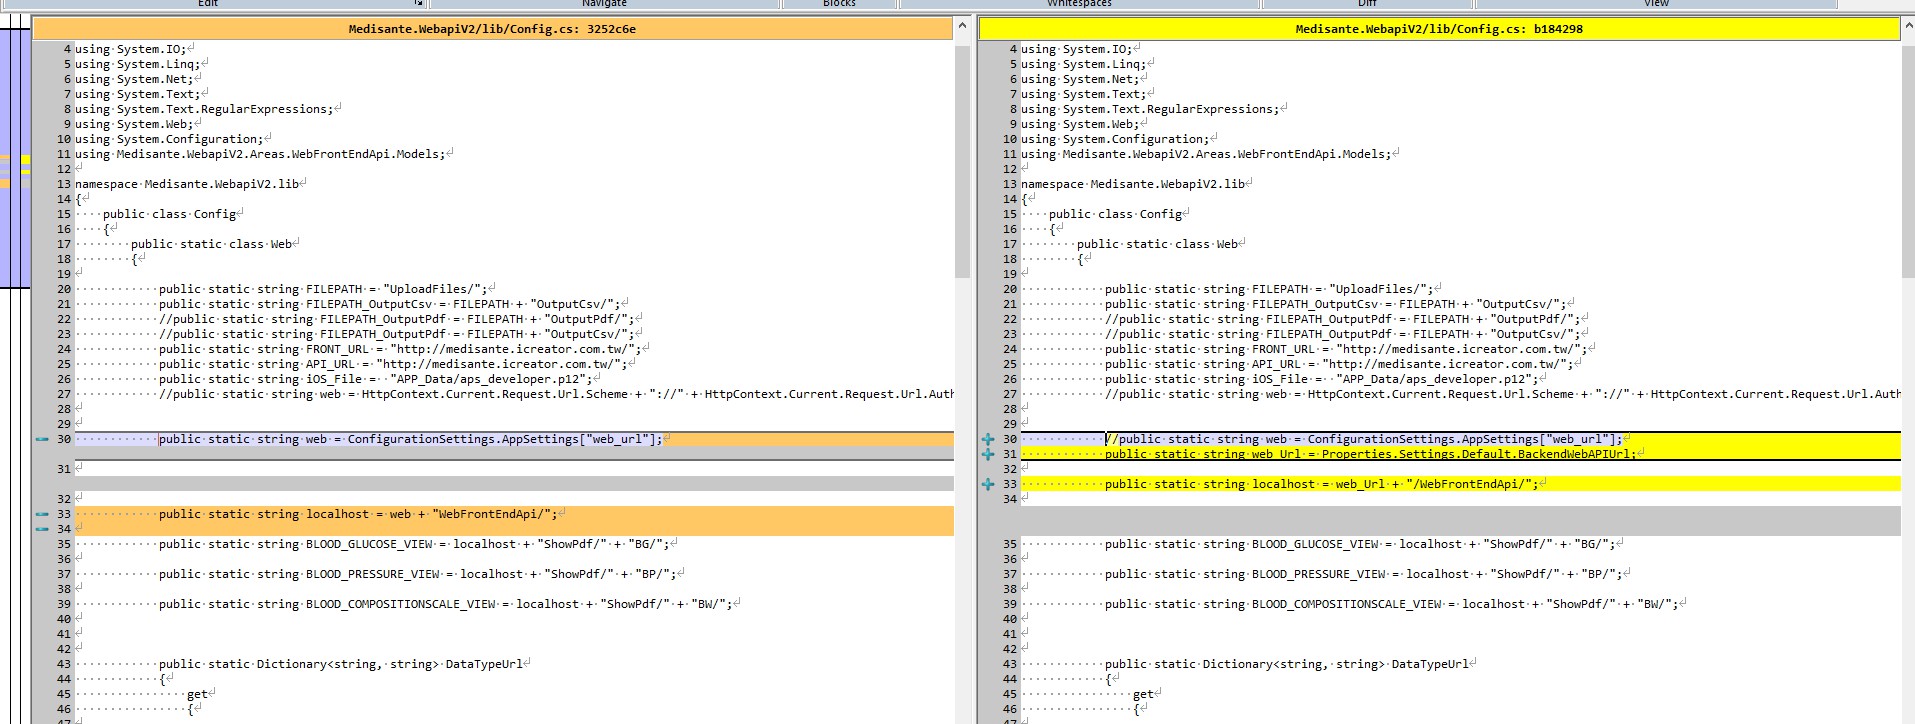 Edit Navigate Blocks Whitespaces Diff View
Medisante.WebapiV2/lib/Config.cs: 3252c6e
4 using System.IO;
5 using System.Linq;
6 using System.Net;
7 using System.Text;
8 using System.Text.RegularExpressions;
9 using System.Web;
10 using System.Configuration;
11 using Medisante.WebapiV2.Areas.WebFrontEndApi.Models;
12
13 namespace Medisante.WebapiV2.lib
14 {
15 public class Config
16 {
17 public static class Web
18 {
19
20 public static string FILEPATH = "UploadFiles/";
21 public static string FILEPATH_OutputCsv = FILEPATH + "OutputCsv/";
22 //public static string FILEPATH_OutputPdf = FILEPATH + "OutputPdf/";
23 //public static string FILEPATH_OutputPdf = FILEPATH + "OutputCsv/";
24 public static string FRONT_URL = "http://medisante.icreator.com.tw/";
25 public static string API_URL = "http://medisante.icreator.com.tw/";
26 public static string iOS_File = "APP_Data/aps_developer.p12";
27 //public static string web = HttpContext.Current.Request.Url.Scheme + "://" + HttpContext.Current.Request.Url.Auth
28
29
30 public static string web = ConfigurationSettings.AppSettings["web_url"];
31
32
33 public static string localhost = web + "WebFrontEndApi/";
34
35 public static string BLOOD_GLUCOSE_VIEW = localhost + "ShowPdf/" + "BG/";
36
37 public static string BLOOD_PRESSURE_VIEW = localhost + "ShowPdf/" + "BP/";
38
39 public static string BLOOD_COMPOSITIONSCALE_VIEW = localhost + "ShowPdf/" + "BW/";
40
41
42
43 public static Dictionary<string, string> DataTypeUrl
44 {
45 get
46 {
47
Medisante.WebapiV2/lib/Config.cs: b184298
4 using System.IO;
5 using System.Linq;
6 using System.Net;
7 using System.Text;
8 using System.Text.RegularExpressions;
9 using System.Web;
10 using System.Configuration;
11 using Medisante.WebapiV2.Areas.WebFrontEndApi.Models;
12
13 namespace Medisante.WebapiV2.lib
14 {
15 public class Config
16 {
17 public static class Web
18 {
19
20 public static string FILEPATH = "UploadFiles/";
21 public static string FILEPATH_OutputCsv = FILEPATH + "OutputCsv/";
22 //public static string FILEPATH_OutputPdf = FILEPATH + "OutputPdf/";
23 //public static string FILEPATH_OutputPdf = FILEPATH + "OutputCsv/";
24 public static string FRONT_URL = "http://medisante.icreator.com.tw/";
25 public static string API_URL = "http://medisante.icreator.com.tw/";
26 public static string iOS_File = "APP_Data/aps_developer.p12";
27 //public static string web = HttpContext.Current.Request.Url.Scheme + "://" + HttpContext.Current.Request.Url.Auth
28
29
30 //public static string web = ConfigurationSettings.AppSettings["web_url"];
31 public static string web_Url = Properties.Settings.Default.BackendWebAPIUrl;
32
33 public static string localhost = web_Url + "/WebFrontEndApi/";
34
35 public static string BLOOD_GLUCOSE_VIEW = localhost + "ShowPdf/" + "BG/";
36
37 public static string BLOOD_PRESSURE_VIEW = localhost + "ShowPdf/" + "BP/";
38
39 public static string BLOOD_COMPOSITIONSCALE_VIEW = localhost + "ShowPdf/" + "BW/";
40
41
42
43 public static Dictionary<string, string> DataTypeUrl
44 {
45 get
46 {
47